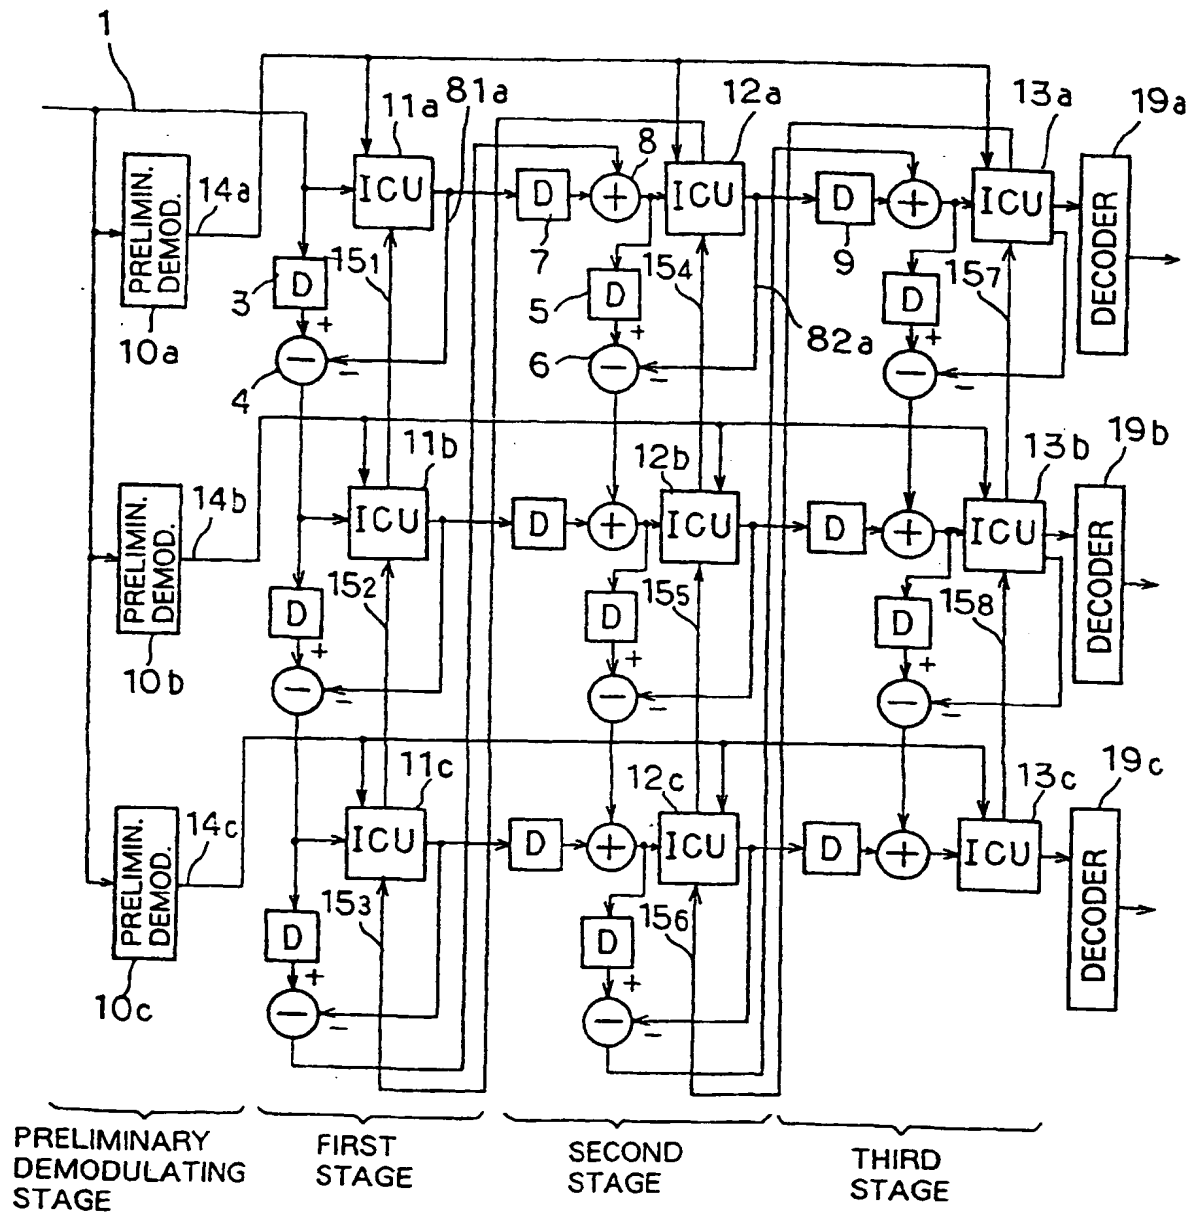 1
11a
81a
12a
13a
19a
8
PRELIMIN.
DEMOD.
14a
ICU
D
+
ICU
D
+
ICU
DECODER
7
9
3
D
15₁
5
D
15₄
D
15₇
10a
+
+
+
4
−
−
6
−
−
82a
−
−
11b
12b
13b
19b
PRELIMIN.
DEMOD.
14b
ICU
D
+
ICU
D
+
ICU
DECODER
D
15₂
D
15₅
D
15₈
10b
+
+
+
−
−
−
−
−
−
11c
12c
13c
19c
PRELIMIN.
DEMOD.
14c
ICU
D
+
ICU
D
+
ICU
DECODER
15₃
15₆
D
D
10c
+
+
−
−
−
−
PRELIMINARY
DEMODULATING
STAGE
FIRST
STAGE
SECOND
STAGE
THIRD
STAGE